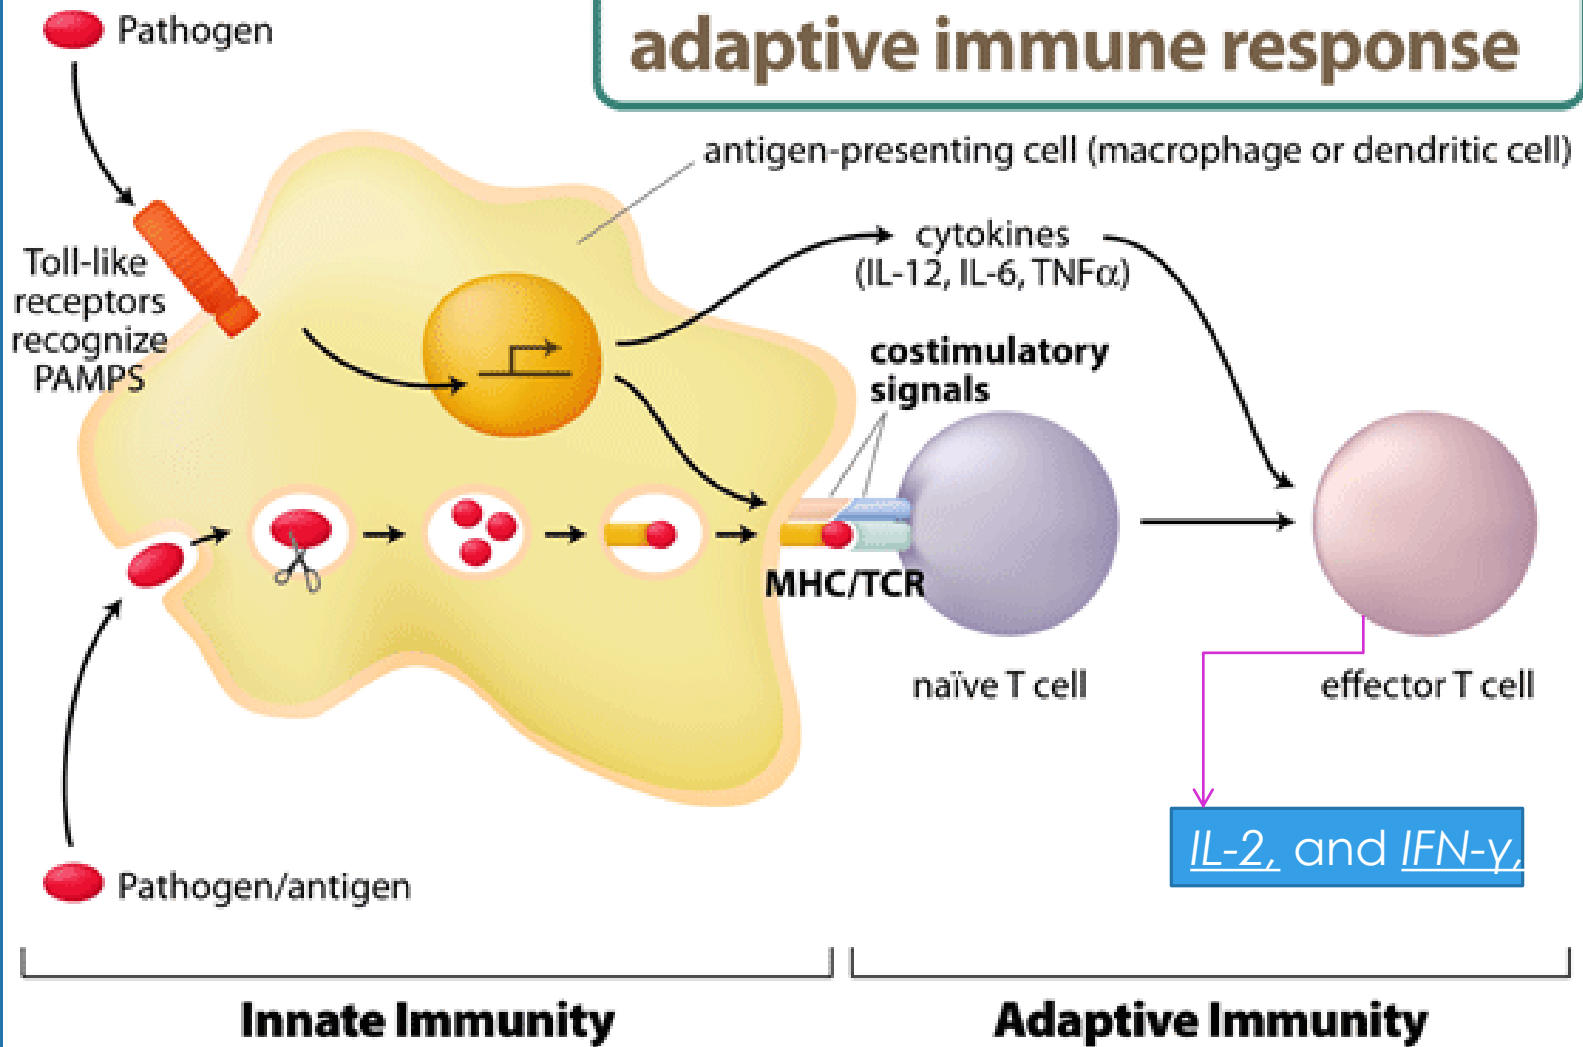 Pathogen
adaptive immune response
antigen-presenting cell (macrophage or dendritic cell)
Toll-like
receptors
recognize
PAMPS
cytokines
(IL-12, IL-6, TNFα)
costimulatory
signals
MHC/TCR
naïve T cell
effector T cell
IL-2, and IFN-γ,
Pathogen/antigen
Innate Immunity
Adaptive Immunity